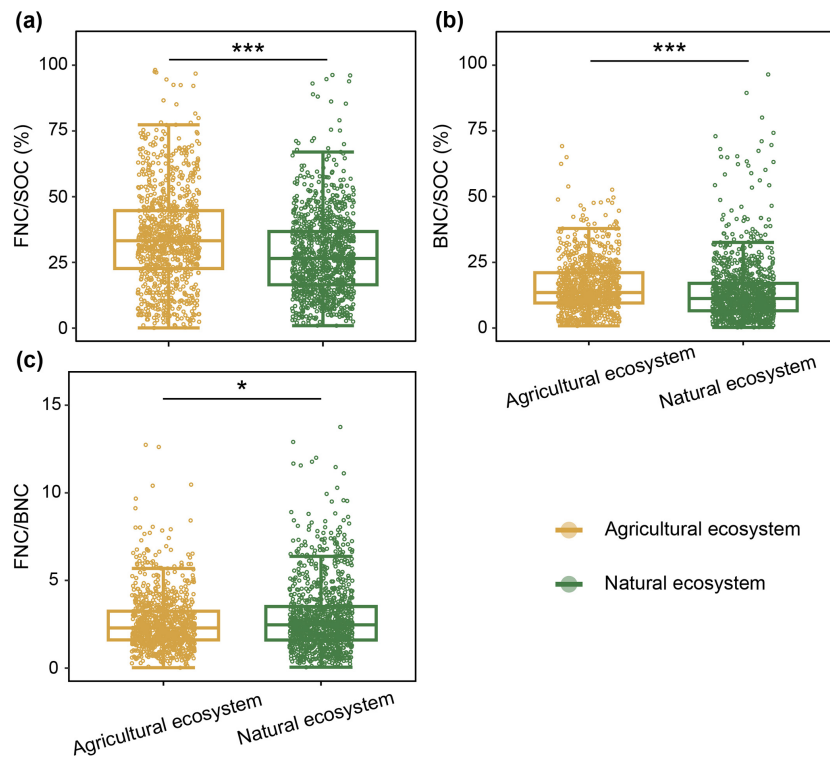 (a)
***
FNC/SOC (%)
100
75
50
25
0
(b)
***
BNC/SOC (%)
100
75
50
25
0
Agricultural ecosystem
Natural ecosystem
(c)
*
FNC/BNC
15
10
5
0
Agricultural ecosystem
Natural ecosystem
Agricultural ecosystem
Natural ecosystem